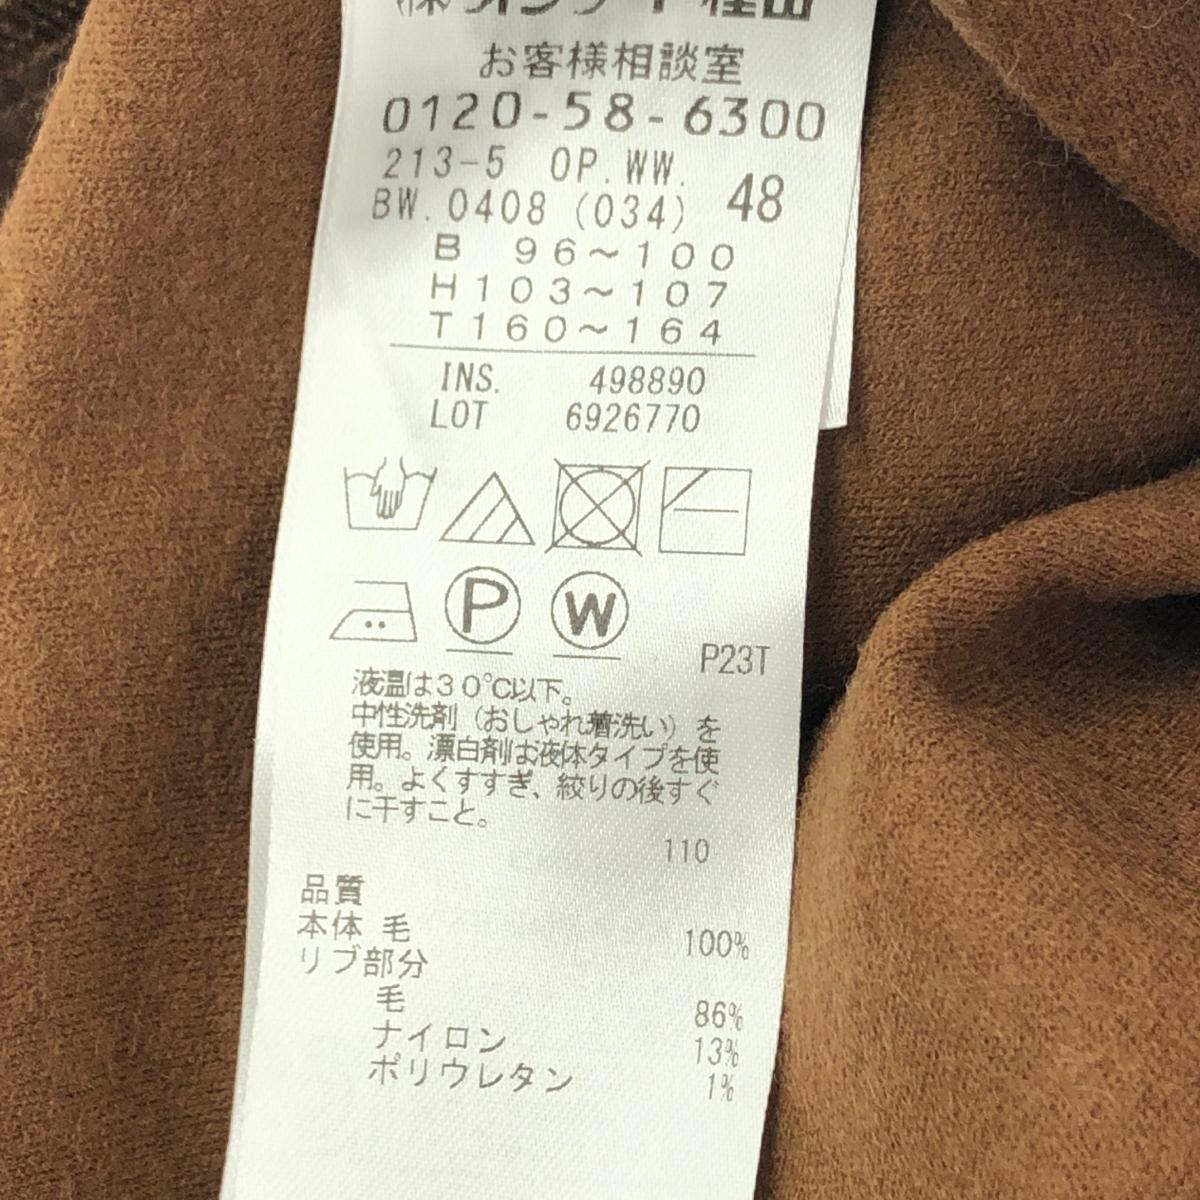 お客様相談室
0120-58-6300
213-5 OP.WW.
BW.0408 (034) 48
B 96~100
H103~107
T160~164
INS. 498890
LOT 6926770
P W
P23T
液温は30℃以下。
中性洗剤（おしゃれ着洗い）を
使用。漂白剤は液体タイプを使
用。よくすすぎ、絞りの後すぐ
に干すこと。
110
品質
本体 毛 100%
リブ部分
毛 86%
ナイロン 13%
ポリウレタン 1%